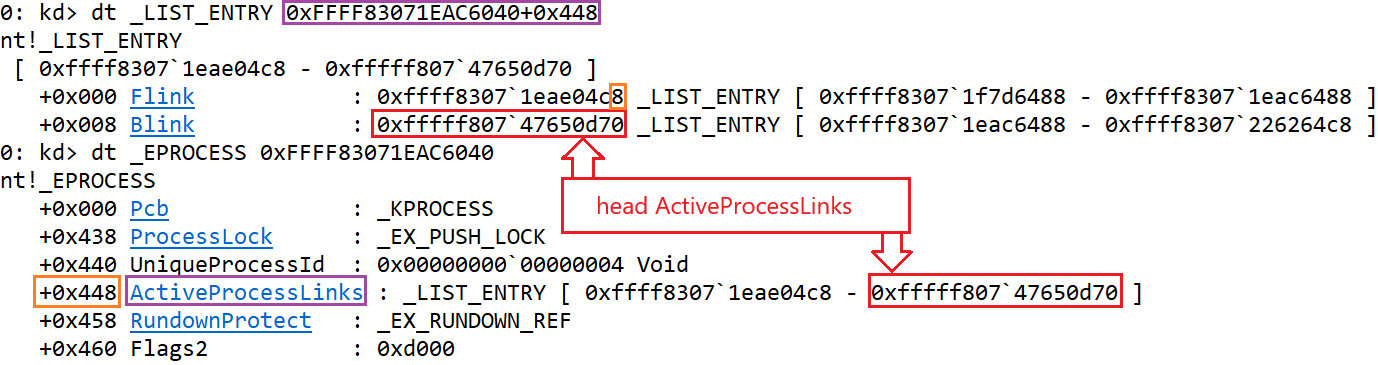 0: kd> dt _LIST_ENTRY 0xFFFF83071EAC6040+0x448
nt!_LIST_ENTRY
[ 0xffff8307`1eae04c8 - 0xfffff807`47650d70 ]
+0x000 Flink : 0xffff8307`1eae04c8 _LIST_ENTRY [ 0xffff8307`1f7d6488 - 0xffff8307`1eac6488 ]
+0x008 Blink : 0xfffff807`47650d70 _LIST_ENTRY [ 0xffff8307`1eac6488 - 0xffff8307`226264c8 ]
0: kd> dt _EPROCESS 0xFFFF83071EAC6040
nt!_EPROCESS
+0x000 Pcb : _KPROCESS
head ActiveProcessLinks
+0x438 ProcessLock : _EX_PUSH_LOCK
+0x440 UniqueProcessId : 0x00000000`00000004 Void
+0x448 ActiveProcessLinks : _LIST_ENTRY [ 0xffff8307`1eae04c8 - 0xfffff807`47650d70 ]
+0x458 RundownProtect : _EX_RUNDOWN_REF
+0x460 Flags2 : 0xd000